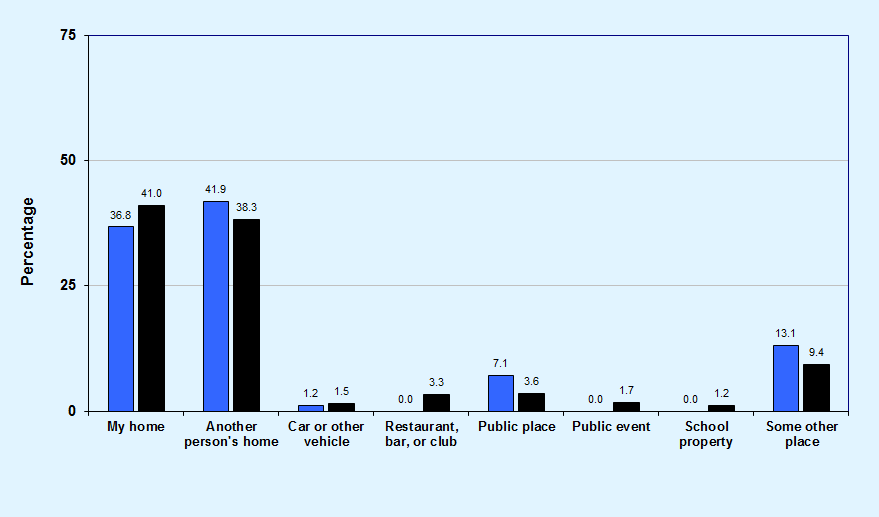 75
50
25
0
Percentage
36.8
41.0
41.9
38.3
1.2
1.5
0.0
3.3
7.1
3.6
0.0
1.7
0.0
1.2
13.1
9.4
My home
Another
person's home
Car or other
vehicle
Restaurant,
bar, or club
Public place
Public event
School
property
Some other
place